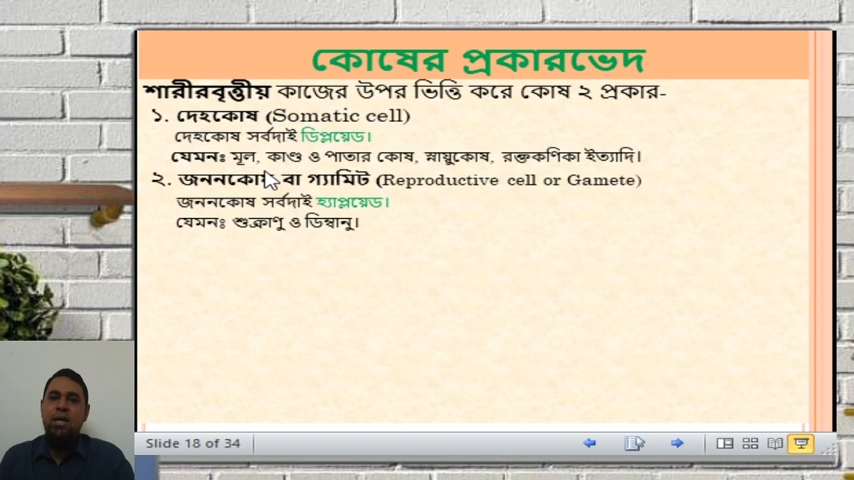 কোষের প্রকারভেদ
শারীরবৃত্তীয় কাজের উপর ভিত্তি করে কোষ ২ প্রকার-
১. দেহকোষ (Somatic cell)
দেহকোষ সর্বদাই ডিপ্লয়েড।
যেমনঃ মূল, কাণ্ড ও পাতার কোষ, স্নায়ুকোষ, রক্তকণিকা ইত্যাদি।
২. জননকোষ বা গ্যামিট (Reproductive cell or Gamete)
জননকোষ সর্বদাই হ্যাপ্লয়েড।
যেমনঃ শুক্রাণু ও ডিম্বানু।
Slide 18 of 34